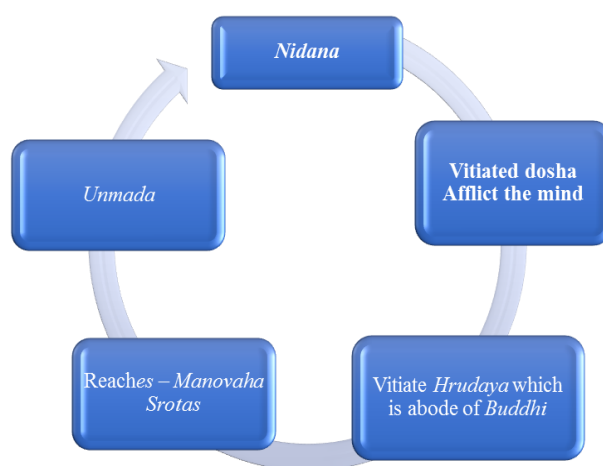 Nidana
Vitiated dosha
Afflict the mind
Vitiate Hrudaya which
is abode of Buddhi
Reaches – Manovaha
Srotas
Unmada